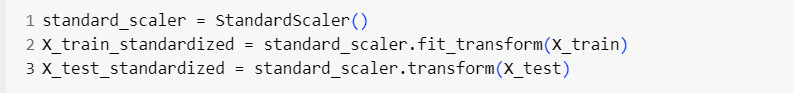 1 standard_scaler = StandardScaler()
2 X_train_standardized = standard_scaler.fit_transform(X_train)
3 X_test_standardized = standard_scaler.transform(X_test)